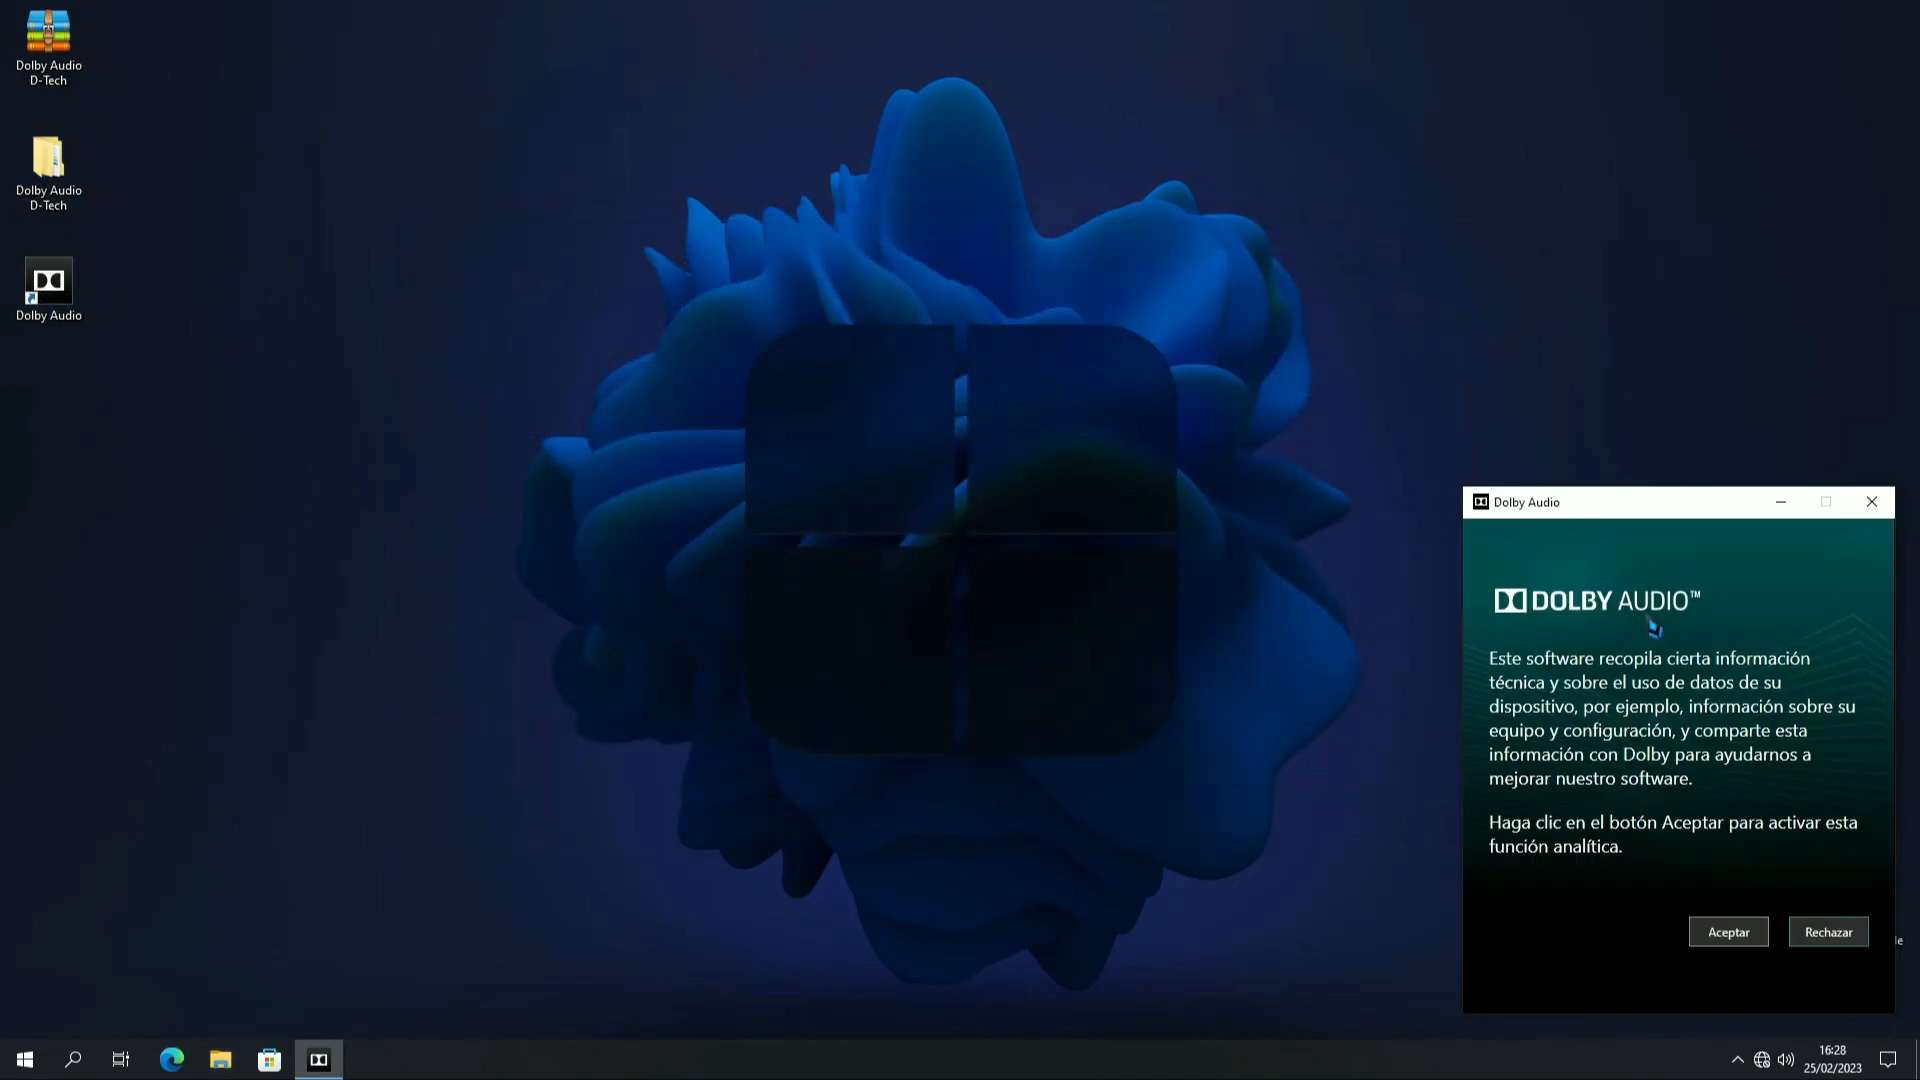 Dolby Audio
D-Tech
Dolby Audio
D-Tech
Dolby Audio
Dolby Audio
DOLBY AUDIO™
Este software recopila cierta información
técnica y sobre el uso de datos de su
dispositivo, por ejemplo, información sobre su
equipo y configuración, y comparte esta
información con Dolby para ayudarnos a
mejorar nuestro software.
Haga clic en el botón Aceptar para activar esta
función analítica.
Aceptar
Rechazar
16:28
25/02/2023